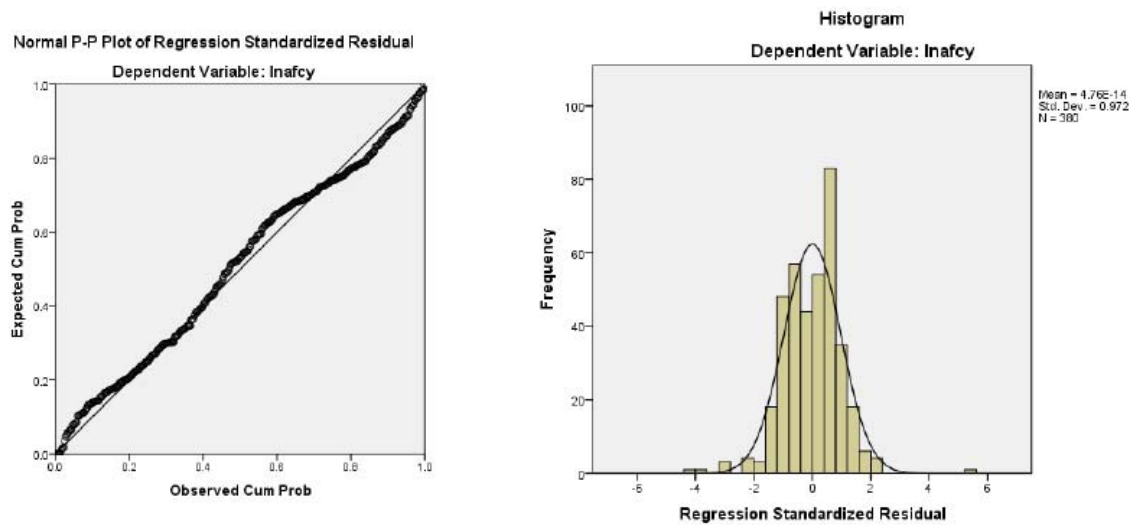 Normal P-P Plot of Regression Standardized Residual
Dependent Variable: lnafcy
1.0
0.8
0.6
0.4
0.2
0.0
0.0 0.2 0.4 0.6 0.8 1.0
Expected Cum Prob
Observed Cum Prob
Histogram
Dependent Variable: lnafcy
Mean = 4.76E-14
Std. Dev. = 0.972
N = 380
100
80
60
40
20
0
-6 -4 -2 0 2 4 6
Frequency
Regression Standardized Residual